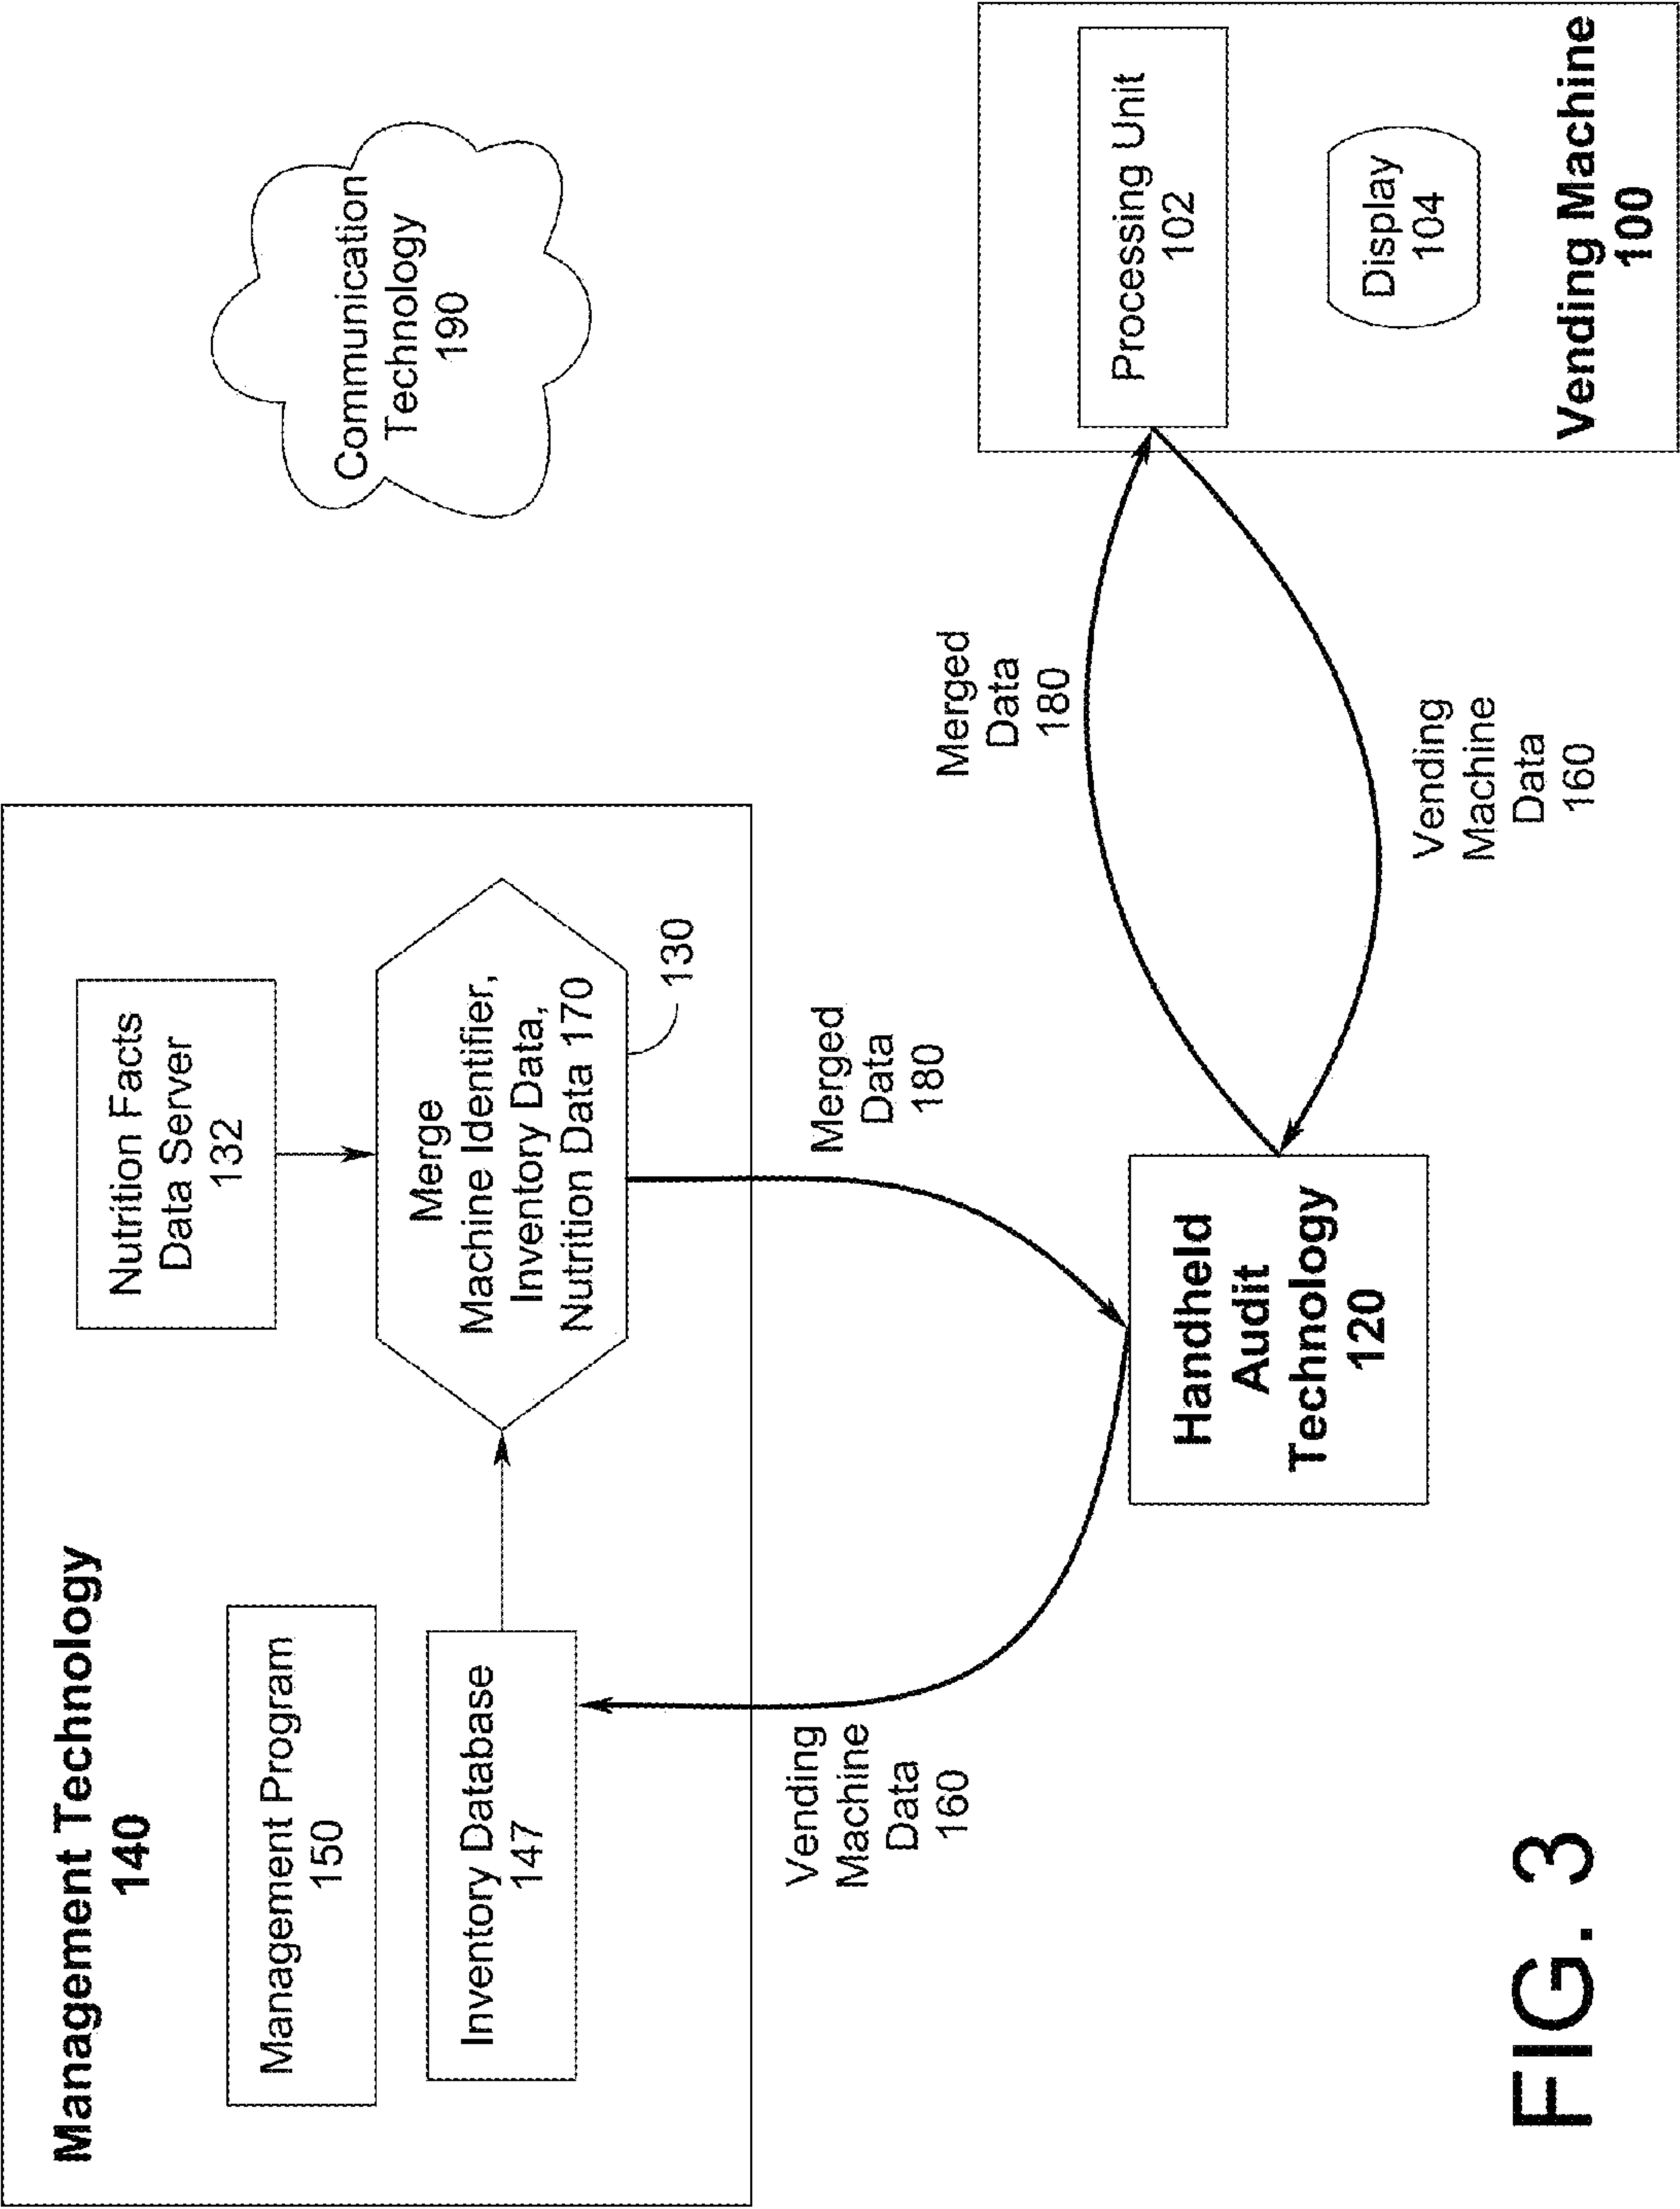 Management Technology
140
Management Program
150
Inventory Database
147
Nutrition Facts
Data Server
132
Merge
Machine Identifier,
Inventory Data,
Nutrition Data 170
130
Communication
Technology
190
Vending
Machine
Data
160
Merged
Data
180
Handheld
Audit
Technology
120
Merged
Data
180
Vending
Machine
Data
160
Processing Unit
102
Display
104
Vending Machine
100
FIG. 3